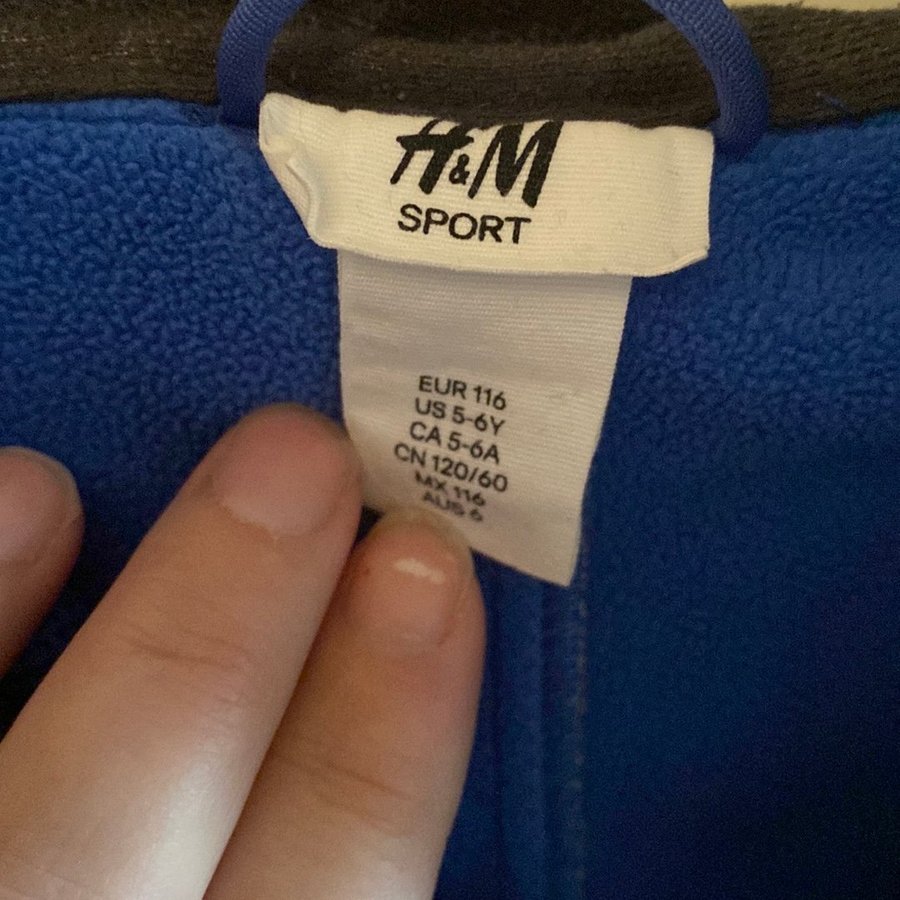 H&M
SPORT
EUR 116
US 5-6Y
CA 5-6A
CN 120/60
MX 116
AUS 6